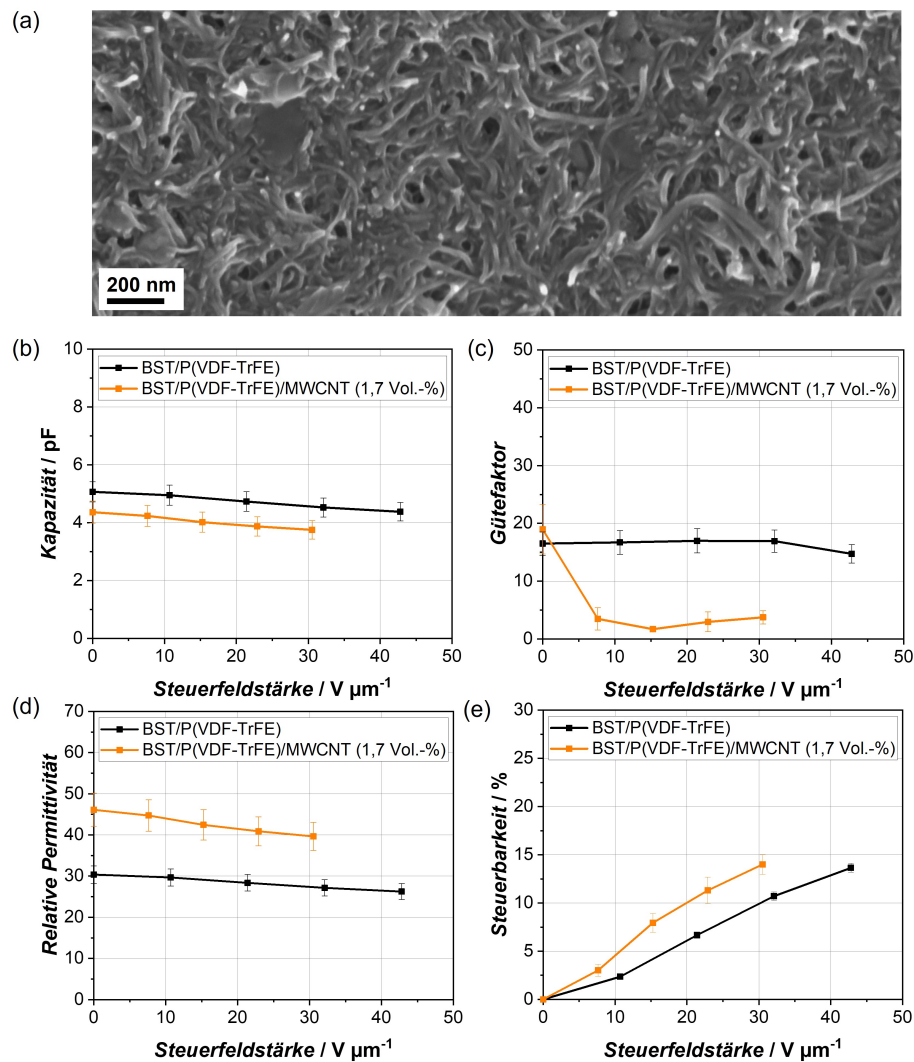 (a)
200 nm
(b)
BST/P(VDF-TrFE)
BST/P(VDF-TrFE)/MWCNT (1,7 Vol.-%)
Kapazität / pF
10
8
6
4
2
0
0 10 20 30 40 50
Steuerfeldstärke / V µm⁻¹
(c)
BST/P(VDF-TrFE)
BST/P(VDF-TrFE)/MWCNT (1,7 Vol.-%)
Gütefaktor
50
40
30
20
10
0
0 10 20 30 40 50
Steuerfeldstärke / V µm⁻¹
(d)
BST/P(VDF-TrFE)
BST/P(VDF-TrFE)/MWCNT (1,7 Vol.-%)
Relative Permittivität
70
60
50
40
30
20
10
0
0 10 20 30 40 50
Steuerfeldstärke / V µm⁻¹
(e)
BST/P(VDF-TrFE)
BST/P(VDF-TrFE)/MWCNT (1,7 Vol.-%)
Steuerbarkeit / %
30
25
20
15
10
5
0
0 10 20 30 40 50
Steuerfeldstärke / V µm⁻¹